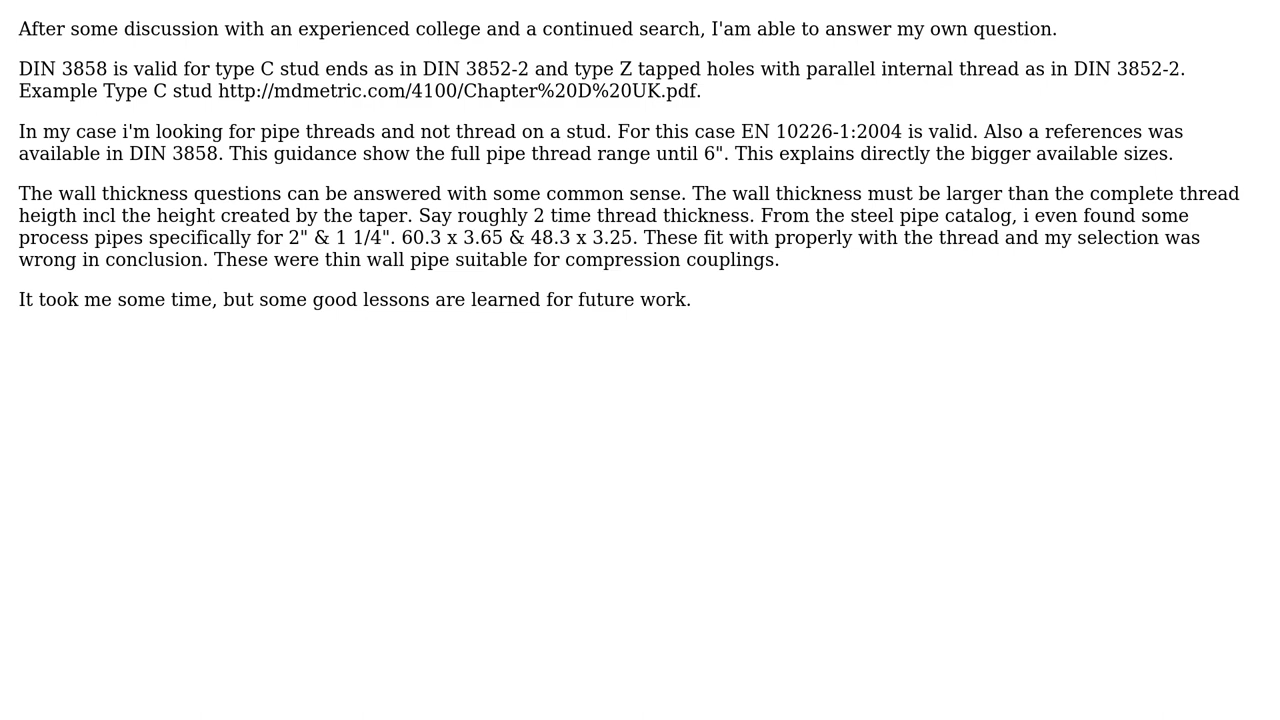 After some discussion with an experienced college and a continued search, I'am able to answer my own question.
DIN 3858 is valid for type C stud ends as in DIN 3852-2 and type Z tapped holes with parallel internal thread as in DIN 3852-2.
Example Type C stud http://mdmetric.com/4100/Chapter%20D%20UK.pdf.
In my case i'm looking for pipe threads and not thread on a stud. For this case EN 10226-1:2004 is valid. Also a references was
available in DIN 3858. This guidance show the full pipe thread range until 6". This explains directly the bigger available sizes.
The wall thickness questions can be answered with some common sense. The wall thickness must be larger than the complete thread
heigth incl the height created by the taper. Say roughly 2 time thread thickness. From the steel pipe catalog, i even found some
process pipes specifically for 2" & 1 1/4". 60.3 x 3.65 & 48.3 x 3.25. These fit with properly with the thread and my selection was
wrong in conclusion. These were thin wall pipe suitable for compression couplings.
It took me some time, but some good lessons are learned for future work.